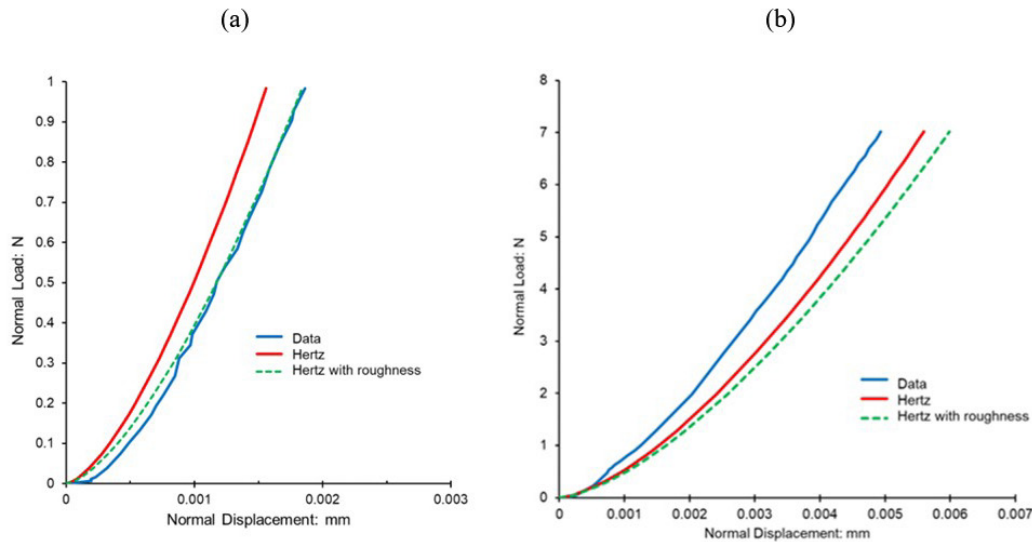 (a)
1
0.9
0.8
0.7
0.6
0.5
0.4
0.3
0.2
0.1
0
Normal Load: N
Data
Hertz
Hertz with roughness
0
0.001
0.002
0.003
Normal Displacement: mm
(b)
8
7
6
5
4
3
2
1
0
Normal Load: N
Data
Hertz
Hertz with roughness
0
0.001
0.002
0.003
0.004
0.005
0.006
0.007
Normal Displacement: mm